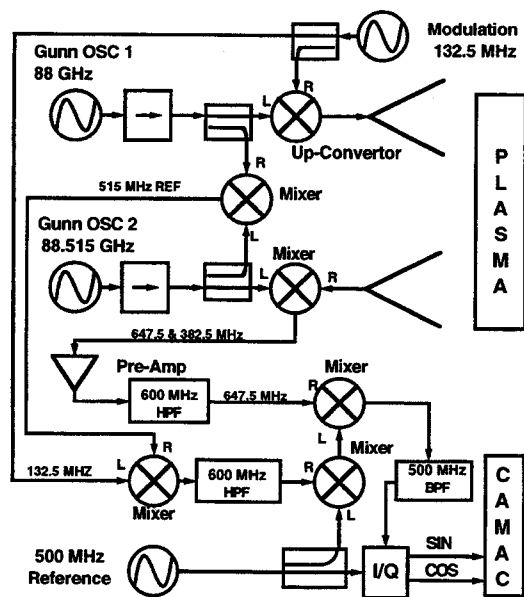 Modulation
132.5 MHz
Gunn OSC 1
88 GHz
R
L
Up-Convertor
R
515 MHz REF
Mixer
Gunn OSC 2
88.515 GHz
L
Mixer
L
R
PLASMA
647.5 & 382.5 MHz
Pre-Amp
Mixer
600 MHz
HPF
647.5 MHz
R
L
R
Mixer
L
132.5 MHZ
600 MHz
HPF
R
500 MHz
BPF
CAMAC
Mixer
L
500 MHz
Reference
I/Q
SIN
COS